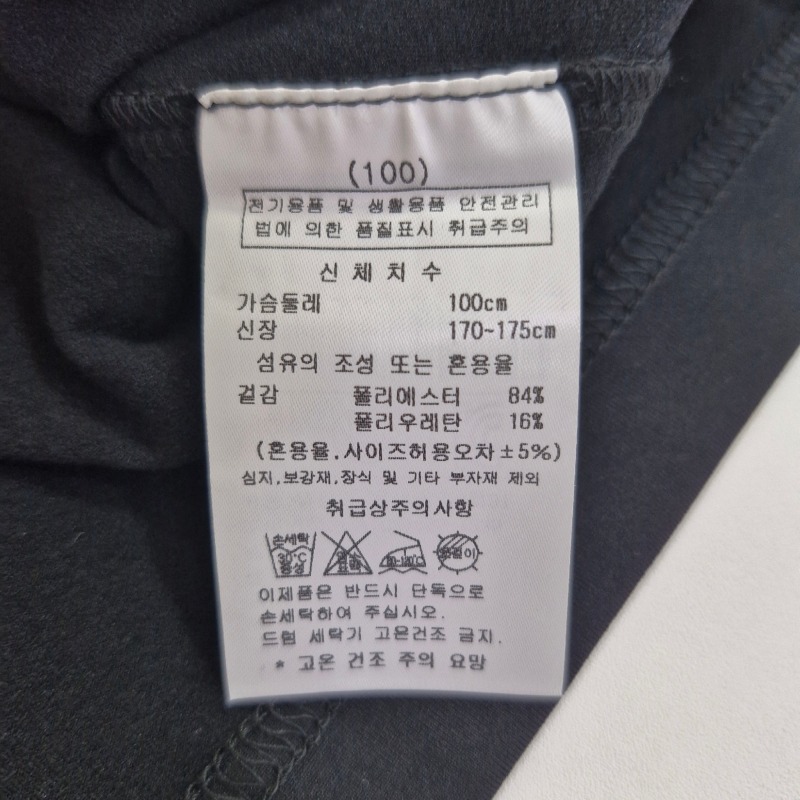 (100)
전기용품 및 생활용품 안전관리
법에 의한 품질표시 취급주의
신 체 치 수
가슴둘레 100cm
신장 170~175cm
섬유의 조성 또는 혼용율
겉감 폴리에스터 84%
폴리우레탄 16%
(혼용율.사이즈허용오차±5%)
심지,보강재,장식 및 기타 부자재 제외
취급상주의사항
손세탁
30℃
중성
이제품은 반드시 단독으로
손세탁하여 주십시오.
드럼 세탁기 고온건조 금지.
* 고온 건조 주의 요망